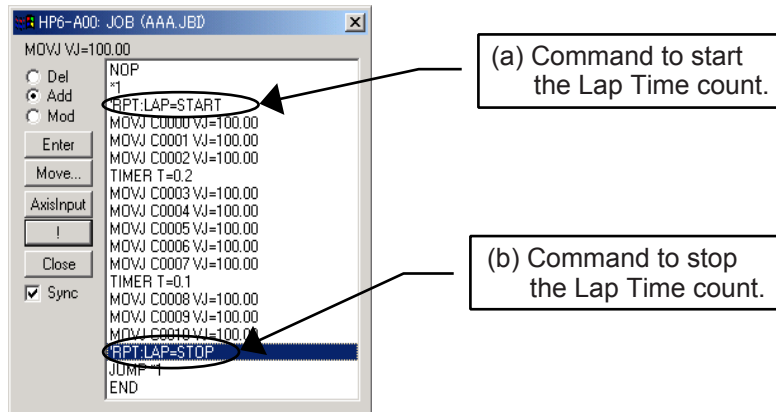 HP6-A00: JOB (AAA.JBI)
MOVJ VJ=100.00
Del
Add
Mod
Enter
Move...
AxisInput
!
Close
Sync
NOP
*1
'RPT:LAP=START
MOVJ C0000 VJ=100.00
MOVJ C0001 VJ=100.00
MOVJ C0002 VJ=100.00
TIMER T=0.2
MOVJ C0003 VJ=100.00
MOVJ C0004 VJ=100.00
MOVJ C0005 VJ=100.00
MOVJ C0006 VJ=100.00
MOVJ C0007 VJ=100.00
TIMER T=0.1
MOVJ C0008 VJ=100.00
MOVJ C0009 VJ=100.00
MOVJ C0010 VJ=100.00
'RPT:LAP=STOP
JUMP *1
END
(a) Command to start
the Lap Time count.
(b) Command to stop
the Lap Time count.